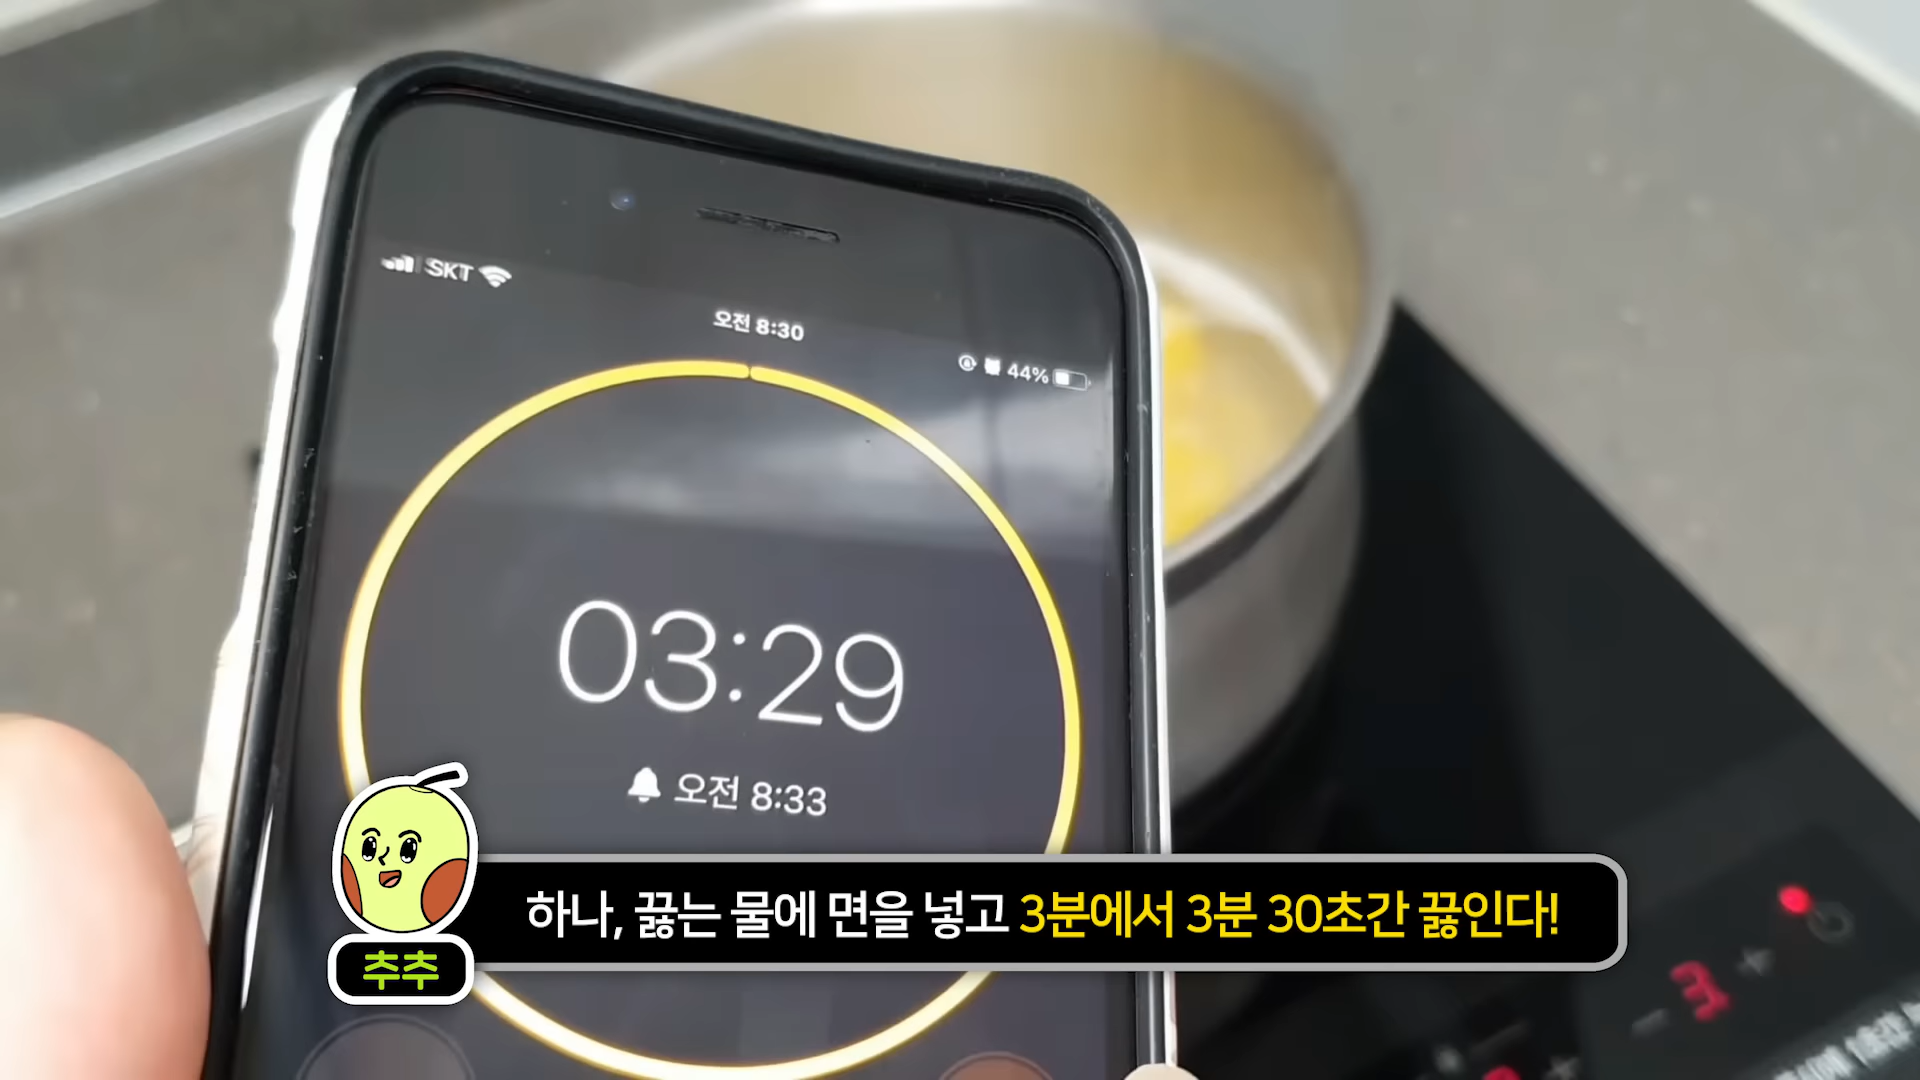 SKT
오전 8:30
44%
03:29
오전 8:33
하나, 끓는 물에 면을 넣고 3분에서 3분 30초간 끓인다!
추추
3